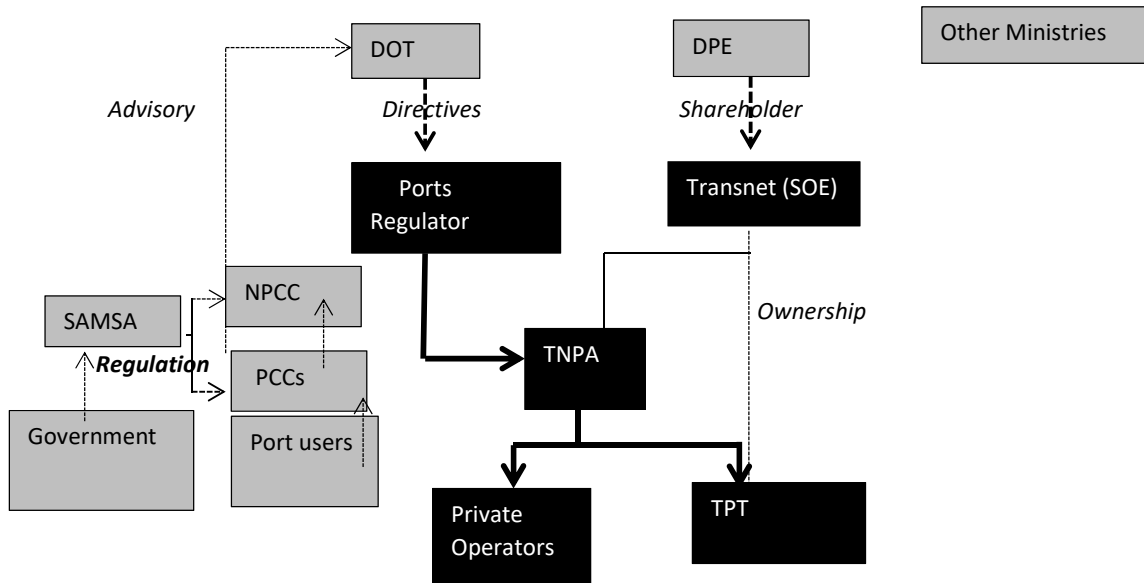 Other Ministries
DOT
DPE
Advisory
Directives
Shareholder
Ports
Regulator
Transnet (SOE)
NPCC
SAMSA
Ownership
Regulation
PCCs
TNPA
Government
Port users
Private
Operators
TPT